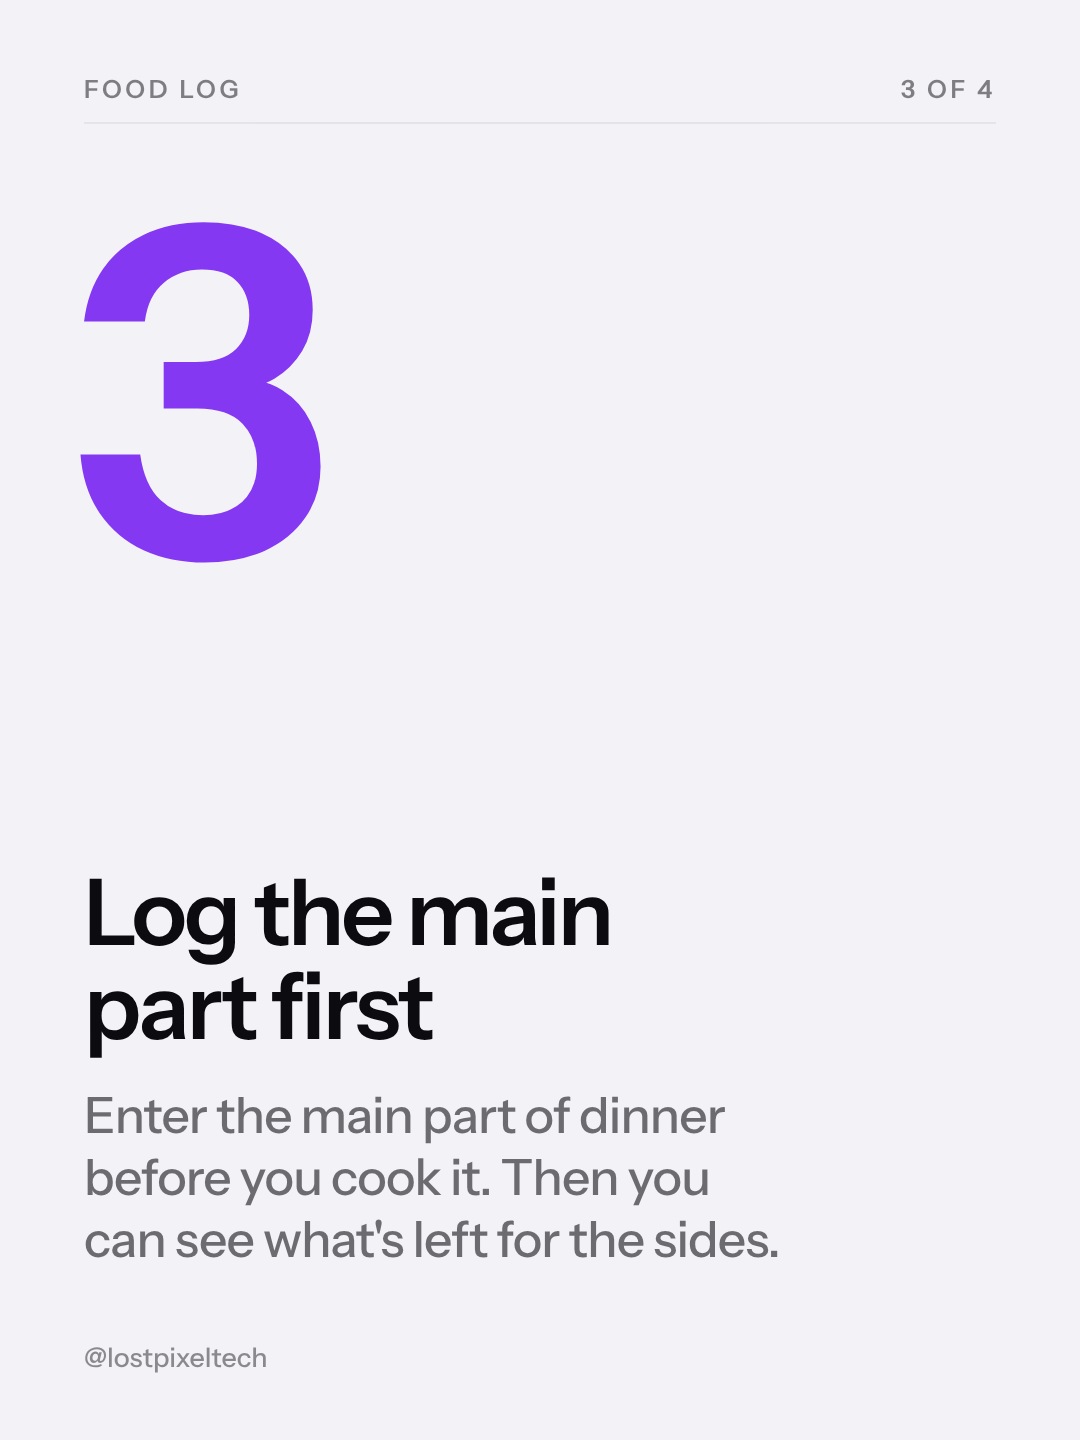 FOOD LOG
3 OF 4
3
Log the main
part first
Enter the main part of dinner
before you cook it. Then you
can see what's left for the sides.
@lostpixeltech